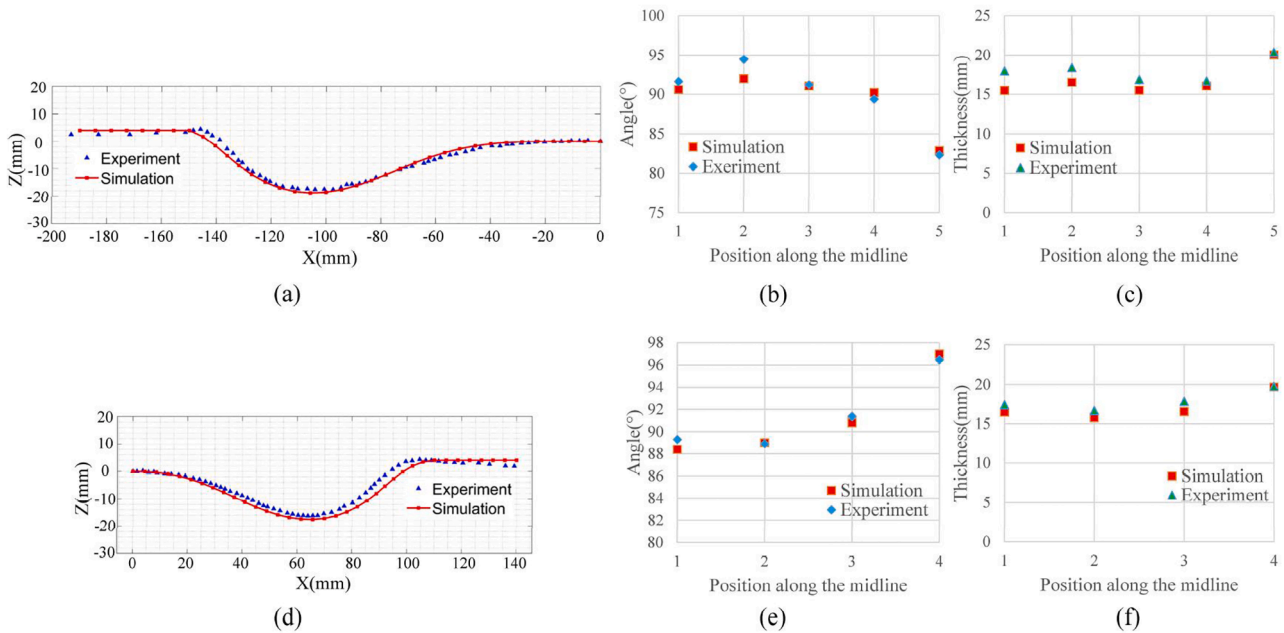 20
10
0
-10
-20
-30
Z(mm)
Experiment
Simulation
-200 -180 -160 -140 -120 -100 -80 -60 -40 -20 0
X(mm)
(a)
100
95
90
85
80
75
Angle(°)
Simulation
Experiment
1 2 3 4 5
Position along the midline
(b)
25
20
15
10
5
0
Thickness(mm)
Simulation
Experiment
1 2 3 4 5
Position along the midline
(c)
20
10
0
-10
-20
-30
Z(mm)
Experiment
Simulation
0 20 40 60 80 100 120 140
X(mm)
(d)
98
96
94
92
90
88
86
84
82
80
Angle(°)
Simulation
Experiment
1 2 3 4
Position along the midline
(e)
25
20
15
10
5
0
Thickness(mm)
Simulation
Experiment
1 2 3 4
Position along the midline
(f)